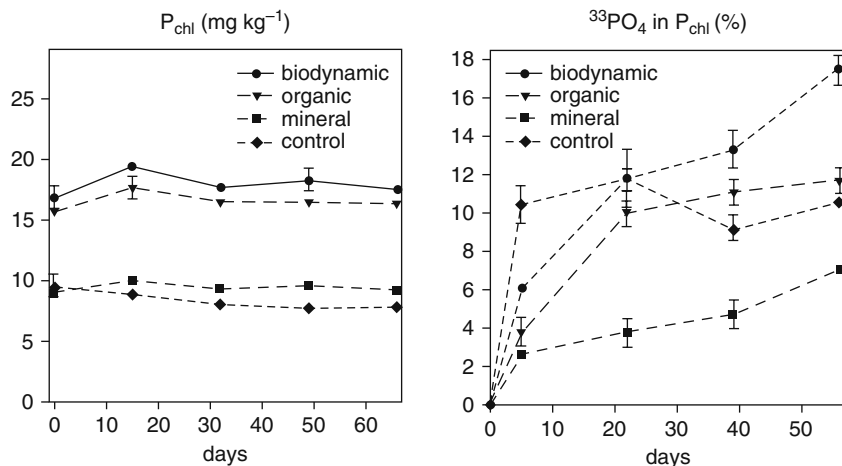 P_chl (mg kg⁻¹)
25
20
15
10
5
0
biodynamic
organic
mineral
control
0 10 20 30 40 50 60
days
³³PO₄ in P_chl (%)
18
16
14
12
10
8
6
4
2
0
biodynamic
organic
mineral
control
0 10 20 30 40 50
days